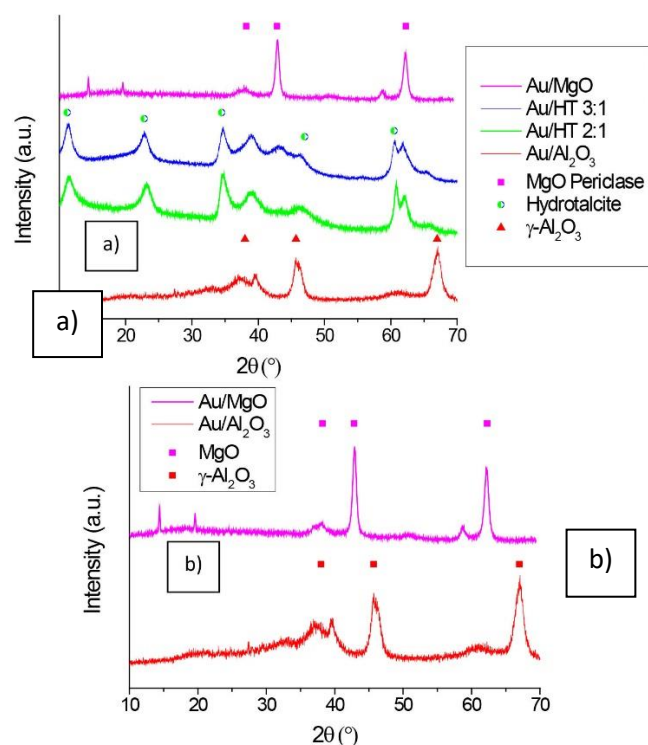 Intensity (a.u.)
a)
a)
20 30 40 50 60 70
2θ (°)
Au/MgO
Au/HT 3:1
Au/HT 2:1
Au/Al₂O₃
MgO Periclase
Hydrotalcite
γ-Al₂O₃
b)
Au/MgO
Au/Al₂O₃
MgO
γ-Al₂O₃
Intensity (a.u.)
b)
b)
10 20 30 40 50 60 70
2θ (°)